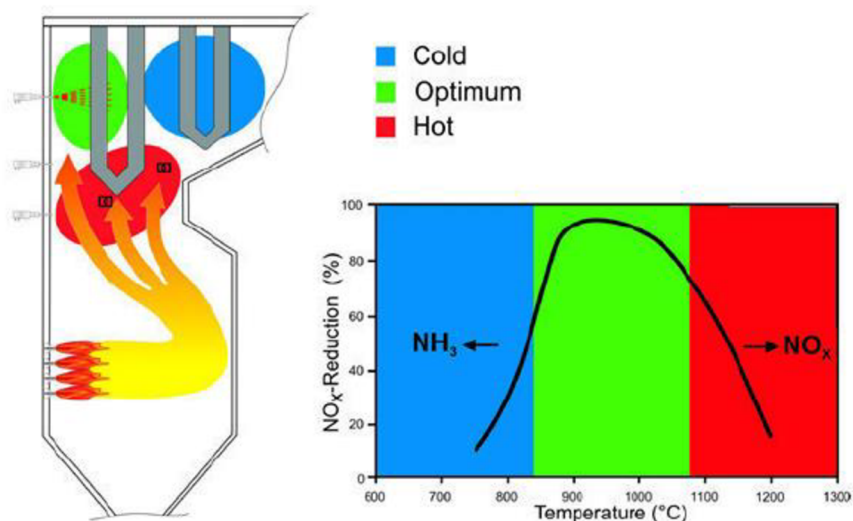 Cold
Optimum
Hot
NOx-Reduction (%)
100
80
60
40
20
0
NH₃
NOx
600 700 800 900 1000 1100 1200 1300
Temperature (°C)